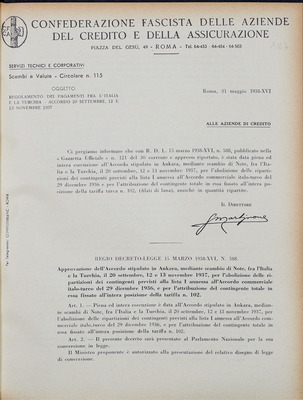 CONFEDERAZIONE FASCISTA DELLE AZIENDE
DEL CREDITO E DELLA ASSICURAZIONE
PIAZZA DEL GESÙ, 49 - ROMA - Tel. 64-453 - 64-454 - 64-565
SERVIZI TECNICI E CORPORATIVI
Scambi e Valute - Circolare n. 115
OGGETTO
REGOLAMENTO DEI PAGAMENTI FRA L'ITALIA
E LA TURCHIA - ACCORDO 20 SETTEMBRE, 12 E
13 NOVEMBRE 1937
Roma, 31 maggio 1938-XVI
ALLE AZIENDE DI CREDITO
Ci pregiamo informare che con R. D. L. 15 marzo 1938-XVI, n. 588, pubblicato nella
« Gazzetta Ufficiale » n. 121 del 30 corrente e appresso riportato, è stata data piena ed
intera esecuzione all'Accordo stipulato in Ankara, mediante scambi di Note, fra l'Ita-
lia e la Turchia, il 20 settembre, 12 e 13 novembre 1937, per l'abolizione delle riparti-
zioni dei contingenti previsti alla lista I annessa all'Accordo commerciale italo-turco del
29 dicembre 1936 e per l'attribuzione del contingente totale in essa fissato all'intera po-
sizione della tariffa turca n. 102, (filati di lana), anzichè in quantità ripartite.
IL DIRETTORE
REGIO DECRETO-LEGGE 15 MARZO 1938-XVI, N. 588.
Approvazione dell'Accordo stipulato in Ankara, mediante scambi di Note, fra l'Italia
e la Turchia, il 20 settembre, 12 e 13 novembre 1937, per l'abolizione delle ri-
partizioni dei contingenti previsti alla lista I annessa all'Accordo commerciale
italo-turco del 29 dicembre 1936, e per l'attribuzione del contingente totale in
essa fissato all'intera posizione della tariffa n. 102.
Art. 1. — Piena ed intera esecuzione è data all'Accordo stipulato in Ankara, median-
te scambi di Note, fra l'Italia e la Turchia, il 20 settembre, 12 e 13 novembre 1937, per
l'abolizione delle ripartizioni dei contingenti previsti alla lista I annessa all'Accordo com-
merciale italo-turco del 29 dicembre 1936, e per l'attribuzione del contingente totale in
essa fissato all'intera posizione della tariffa n. 102.
Art. 2. — Il presente decreto sarà presentato al Parlamento Nazionale per la sua
conversione in legge.
Il Ministro proponente è autorizzato alla presentazione del relativo disegno di legge
di conversione.